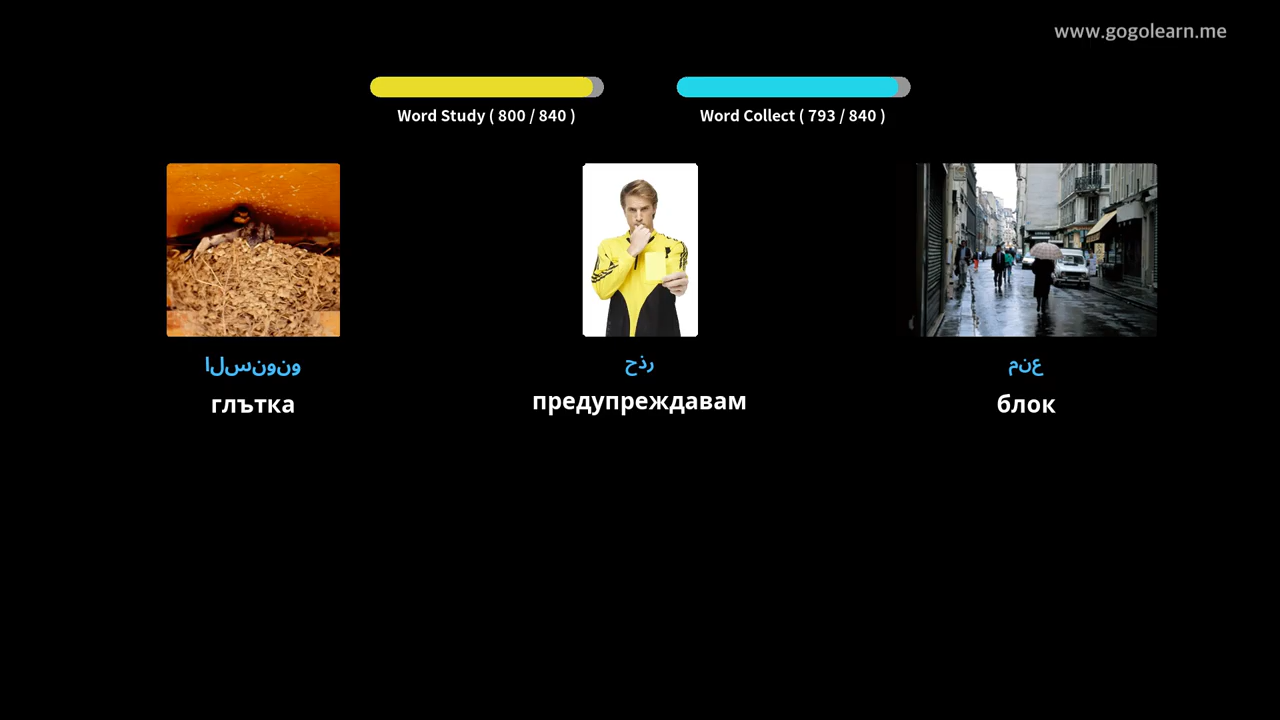 www.gogolearn.me
Word Study ( 800 / 840 )
Word Collect ( 793 / 840 )
السنونو
глътка
حذر
предупреждавам
منع
блок